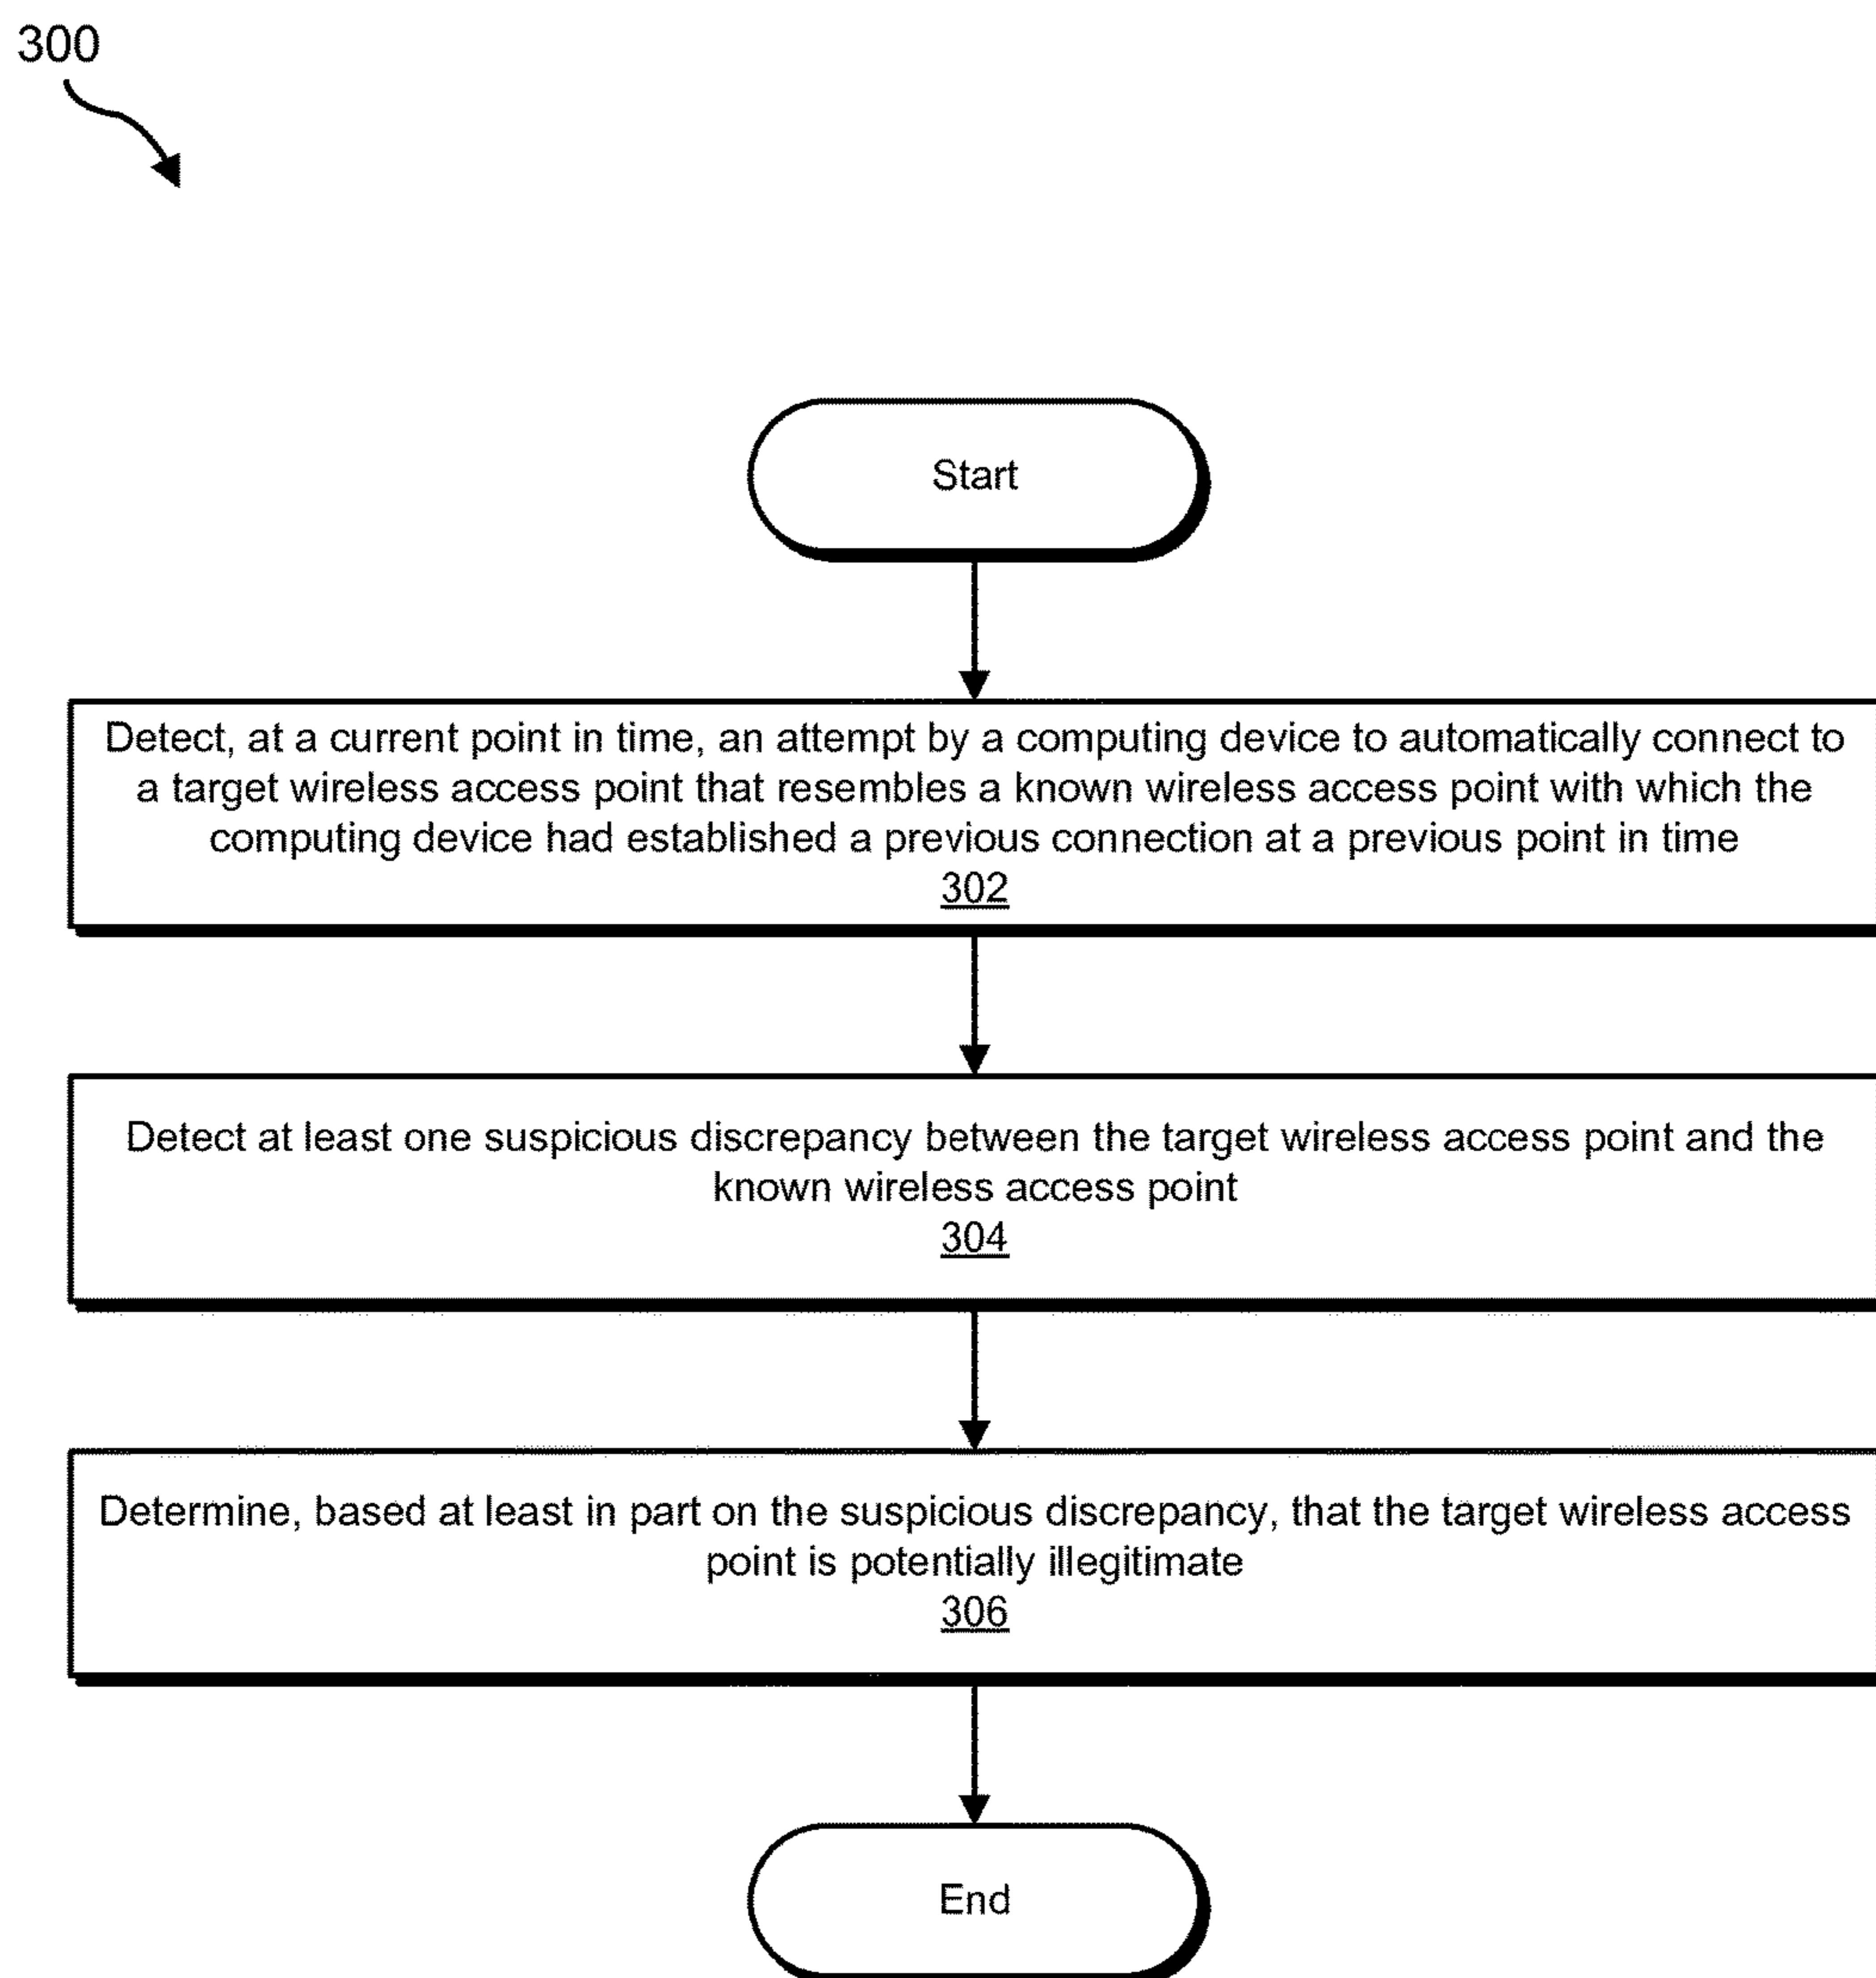 300
Start
Detect, at a current point in time, an attempt by a computing device to automatically connect to
a target wireless access point that resembles a known wireless access point with which the
computing device had established a previous connection at a previous point in time
302
Detect at least one suspicious discrepancy between the target wireless access point and the
known wireless access point
304
Determine, based at least in part on the suspicious discrepancy, that the target wireless access
point is potentially illegitimate
306
End